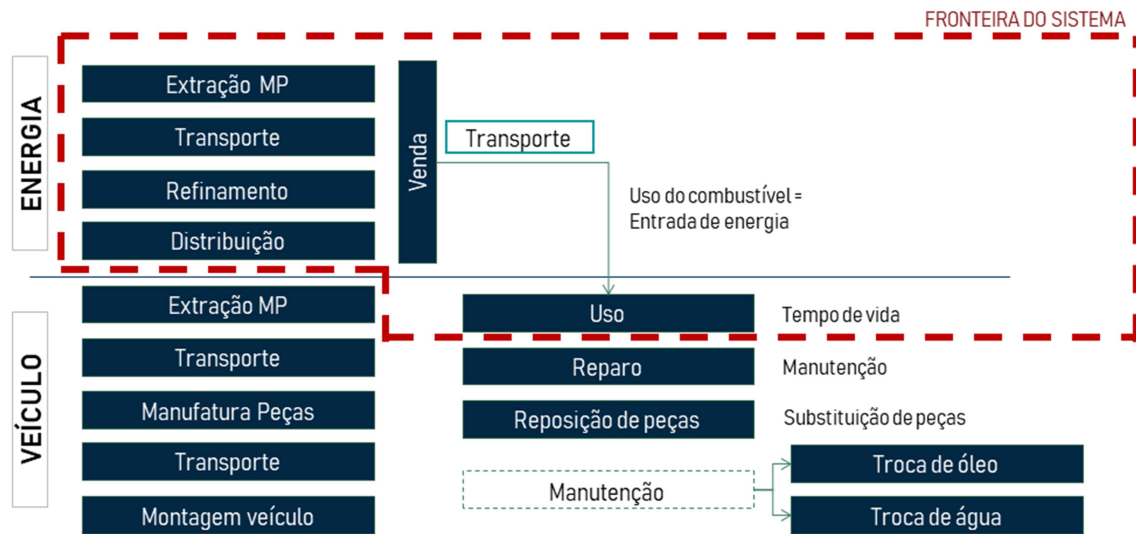 FRONTEIRA DO SISTEMA
ENERGIA
Extração MP
Transporte
Refinamento
Distribuição
Venda
Transporte
Uso do combustível =
Entrada de energia
VEÍCULO
Extração MP
Transporte
Manufatura Peças
Transporte
Montagem veículo
Uso
Tempo de vida
Reparo
Manutenção
Reposição de peças
Substituição de peças
Manutenção
Troca de óleo
Troca de água